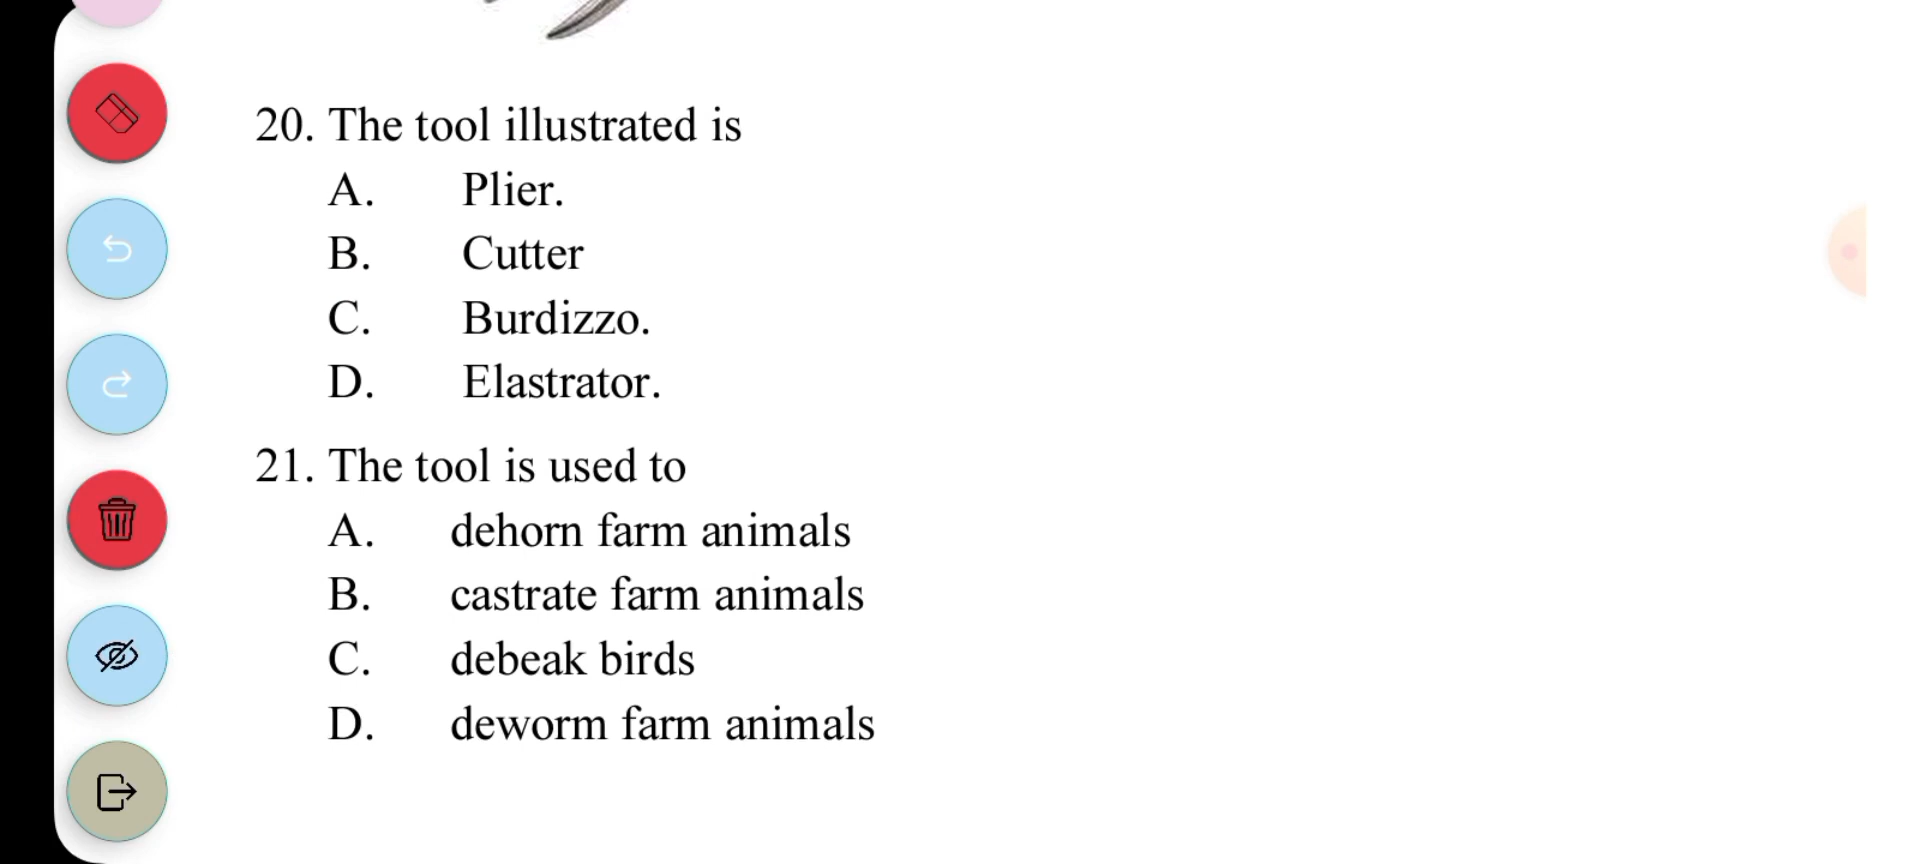 20. The tool illustrated is
A. Plier.
B. Cutter
C. Burdizzo.
D. Elastrator.
21. The tool is used to
A. dehorn farm animals
B. castrate farm animals
C. debeak birds
D. deworm farm animals